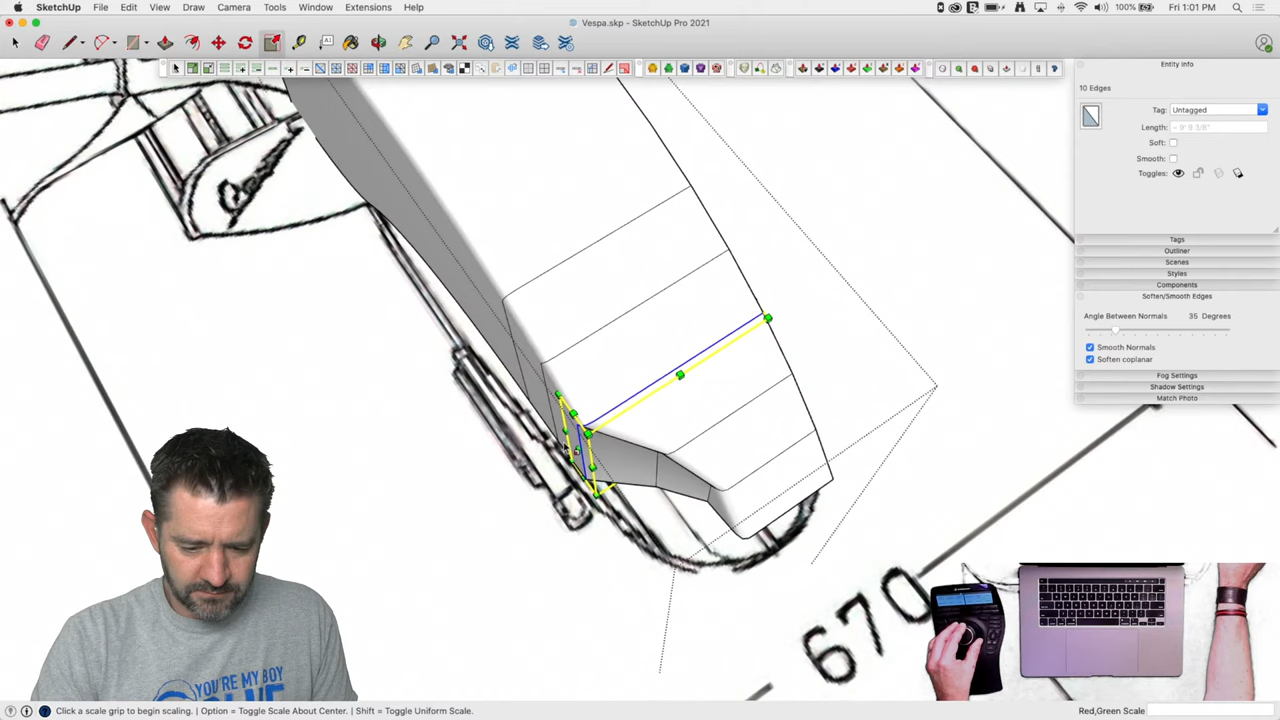 SketchUp File Edit View Draw Camera Tools Window Extensions Help
100% Fri 1:01 PM
Vespa.skp - SketchUp Pro 2021
Entity Info
10 Edges
Tag: Untagged
Length: ~ 9' 9 3/8"
Soft:
Smooth:
Toggles:
Tags
Outliner
Scenes
Styles
Components
Soften/Smooth Edges
Angle Between Normals 35 Degrees
Smooth Normals
Soften coplanar
Fog Settings
Shadow Settings
Match Photo
670
YOU'RE MY BOY
Click a scale grip to begin scaling. | Option = Toggle Scale About Center. | Shift = Toggle Uniform Scale.
Red,Green Scale